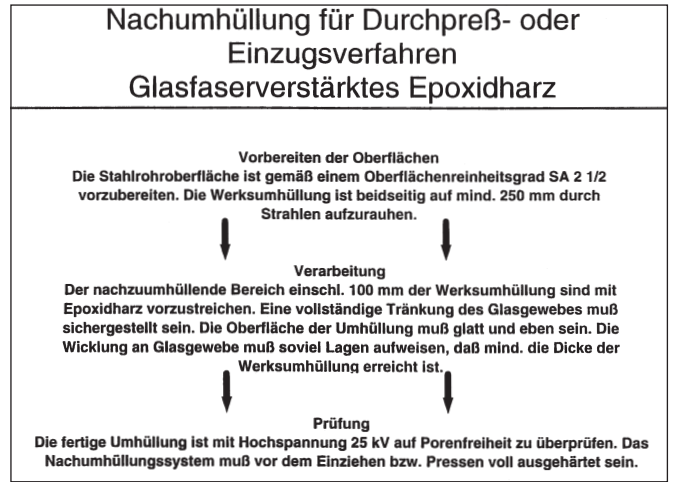 Nachumhüllung für Durchpreß- oder
Einzugsverfahren
Glasfaserverstärktes Epoxidharz
Vorbereiten der Oberflächen
Die Stahlrohroberfläche ist gemäß einem Oberflächenreinheitsgrad SA 2 1/2
vorzubereiten. Die Werksumhüllung ist beidseitig auf mind. 250 mm durch
Strahlen aufzurauhen.
Verarbeitung
Der nachzuumhüllende Bereich einschl. 100 mm der Werksumhüllung sind mit
Epoxidharz vorzustreichen. Eine vollständige Tränkung des Glasgewebes muß
sichergestellt sein. Die Oberfläche der Umhüllung muß glatt und eben sein. Die
Wicklung an Glasgewebe muß soviel Lagen aufweisen, daß mind. die Dicke der
Werksumhüllung erreicht ist.
Prüfung
Die fertige Umhüllung ist mit Hochspannung 25 kV auf Porenfreiheit zu überprüfen. Das
Nachumhüllungssystem muß vor dem Einziehen bzw. Pressen voll ausgehärtet sein.